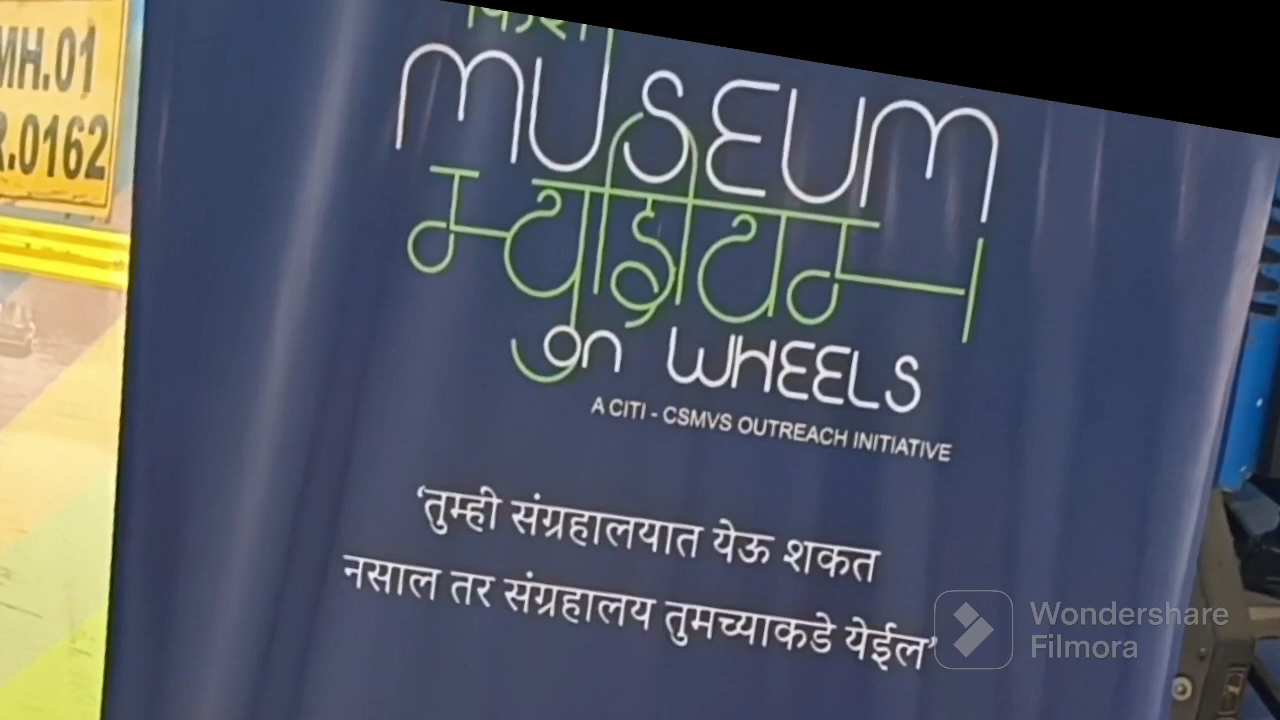 MH.01
.0162
MUSEUM
म्युझियम
on WHEELS
A CITI - CSMVS OUTREACH INITIATIVE
‘तुम्ही संग्रहालयात येऊ शकत
नसाल तर संग्रहालय तुमच्याकडे येईल’
Wondershare
Filmora